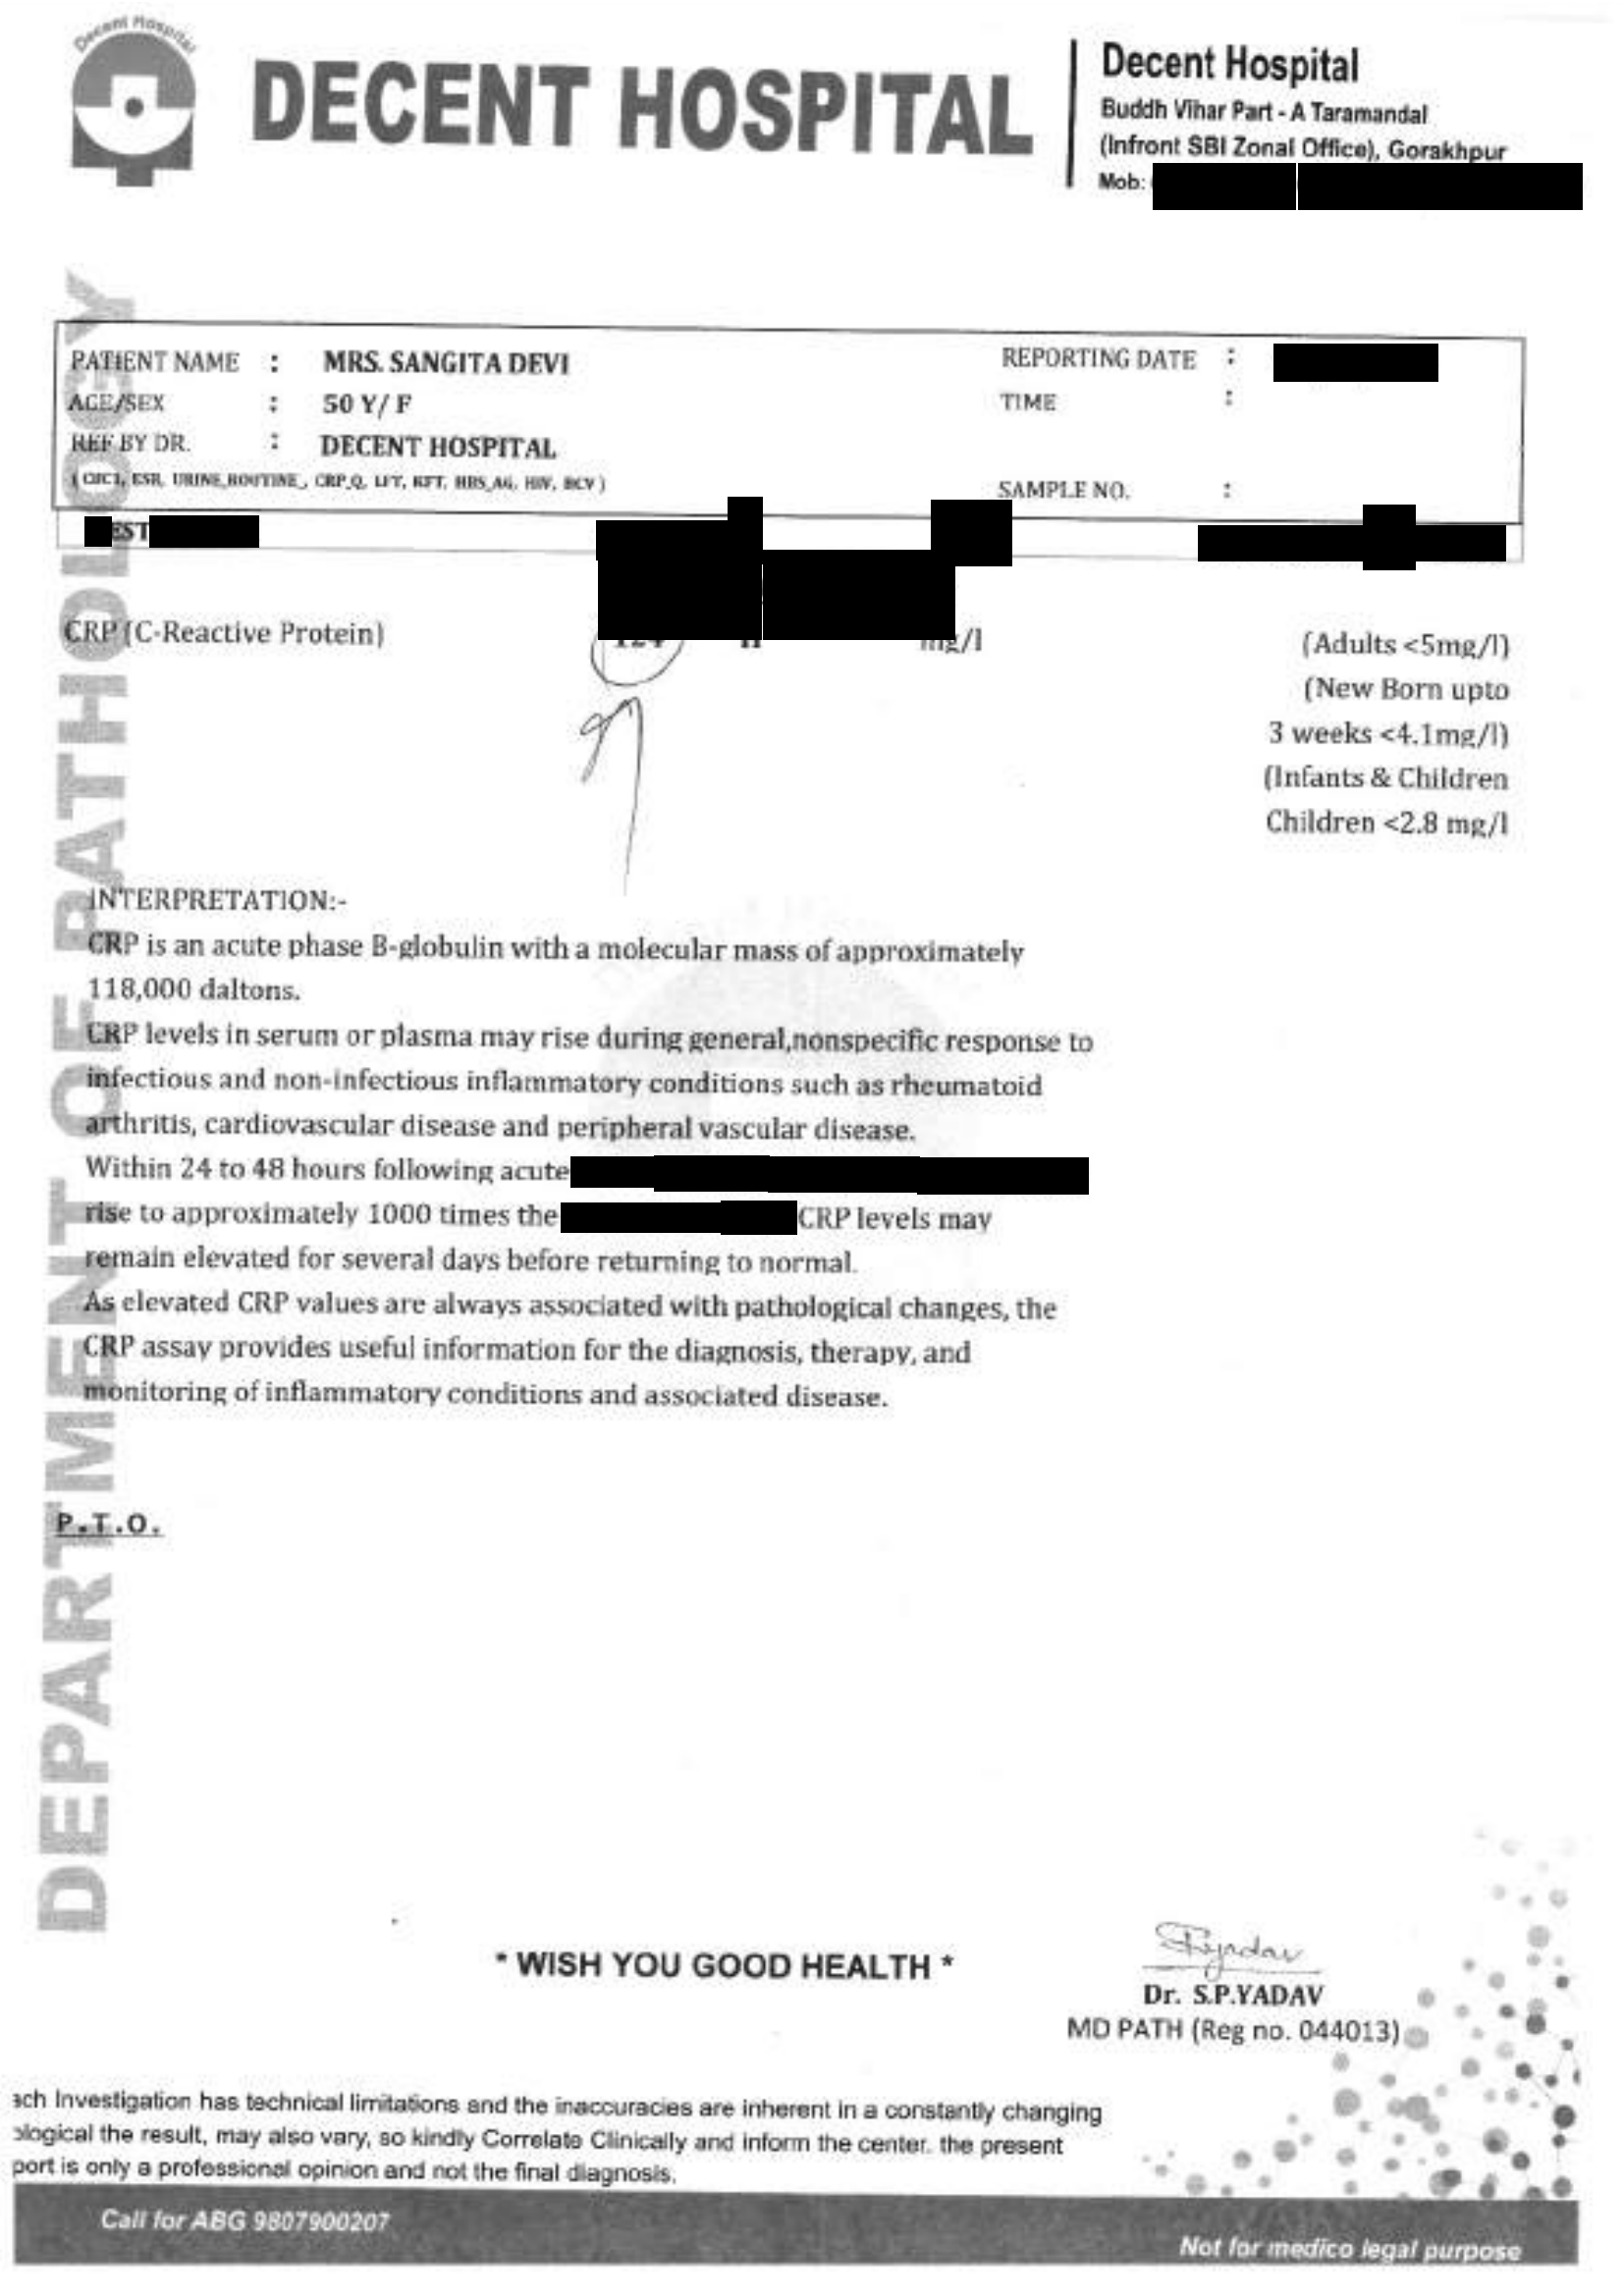 Decent Hospital
DECENT HOSPITAL
Decent Hospital
Buddh Vihar Part - A Taramandal
(Infront SBI Zonal Office), Gorakhpur
Mob:
DEPARTMENT OF PATHOLOGY
PATIENT NAME : MRS. SANGITA DEVI REPORTING DATE :
AGE/SEX : 50 Y/ F TIME :
REF BY DR. : DECENT HOSPITAL
ESR, URINE_ROUTINE_, CRP_Q, LFT, KFT, HBS_AG, HIV, HCV ) SAMPLE NO. :
EST
CRP (C-Reactive Protein) mg/l (Adults <5mg/l)
(New Born upto
3 weeks <4.1mg/l)
(Infants & Children
Children <2.8 mg/l
INTERPRETATION:-
CRP is an acute phase B-globulin with a molecular mass of approximately
118,000 daltons.
CRP levels in serum or plasma may rise during general,nonspecific response to
infectious and non-infectious inflammatory conditions such as rheumatoid
arthritis, cardiovascular disease and peripheral vascular disease.
Within 24 to 48 hours following acute
rise to approximately 1000 times the CRP levels may
remain elevated for several days before returning to normal.
As elevated CRP values are always associated with pathological changes, the
CRP assay provides useful information for the diagnosis, therapy, and
monitoring of inflammatory conditions and associated disease.
P.T.O.
* WISH YOU GOOD HEALTH *
Dr. S.P.YADAV
MD PATH (Reg no. 044013)
ach Investigation has technical limitations and the inaccuracies are inherent in a constantly changing
ological the result, may also vary, so kindly Correlate Clinically and inform the center. the present
port is only a professional opinion and not the final diagnosis.
Call for ABG 9807900207
Not for medico legal purpose